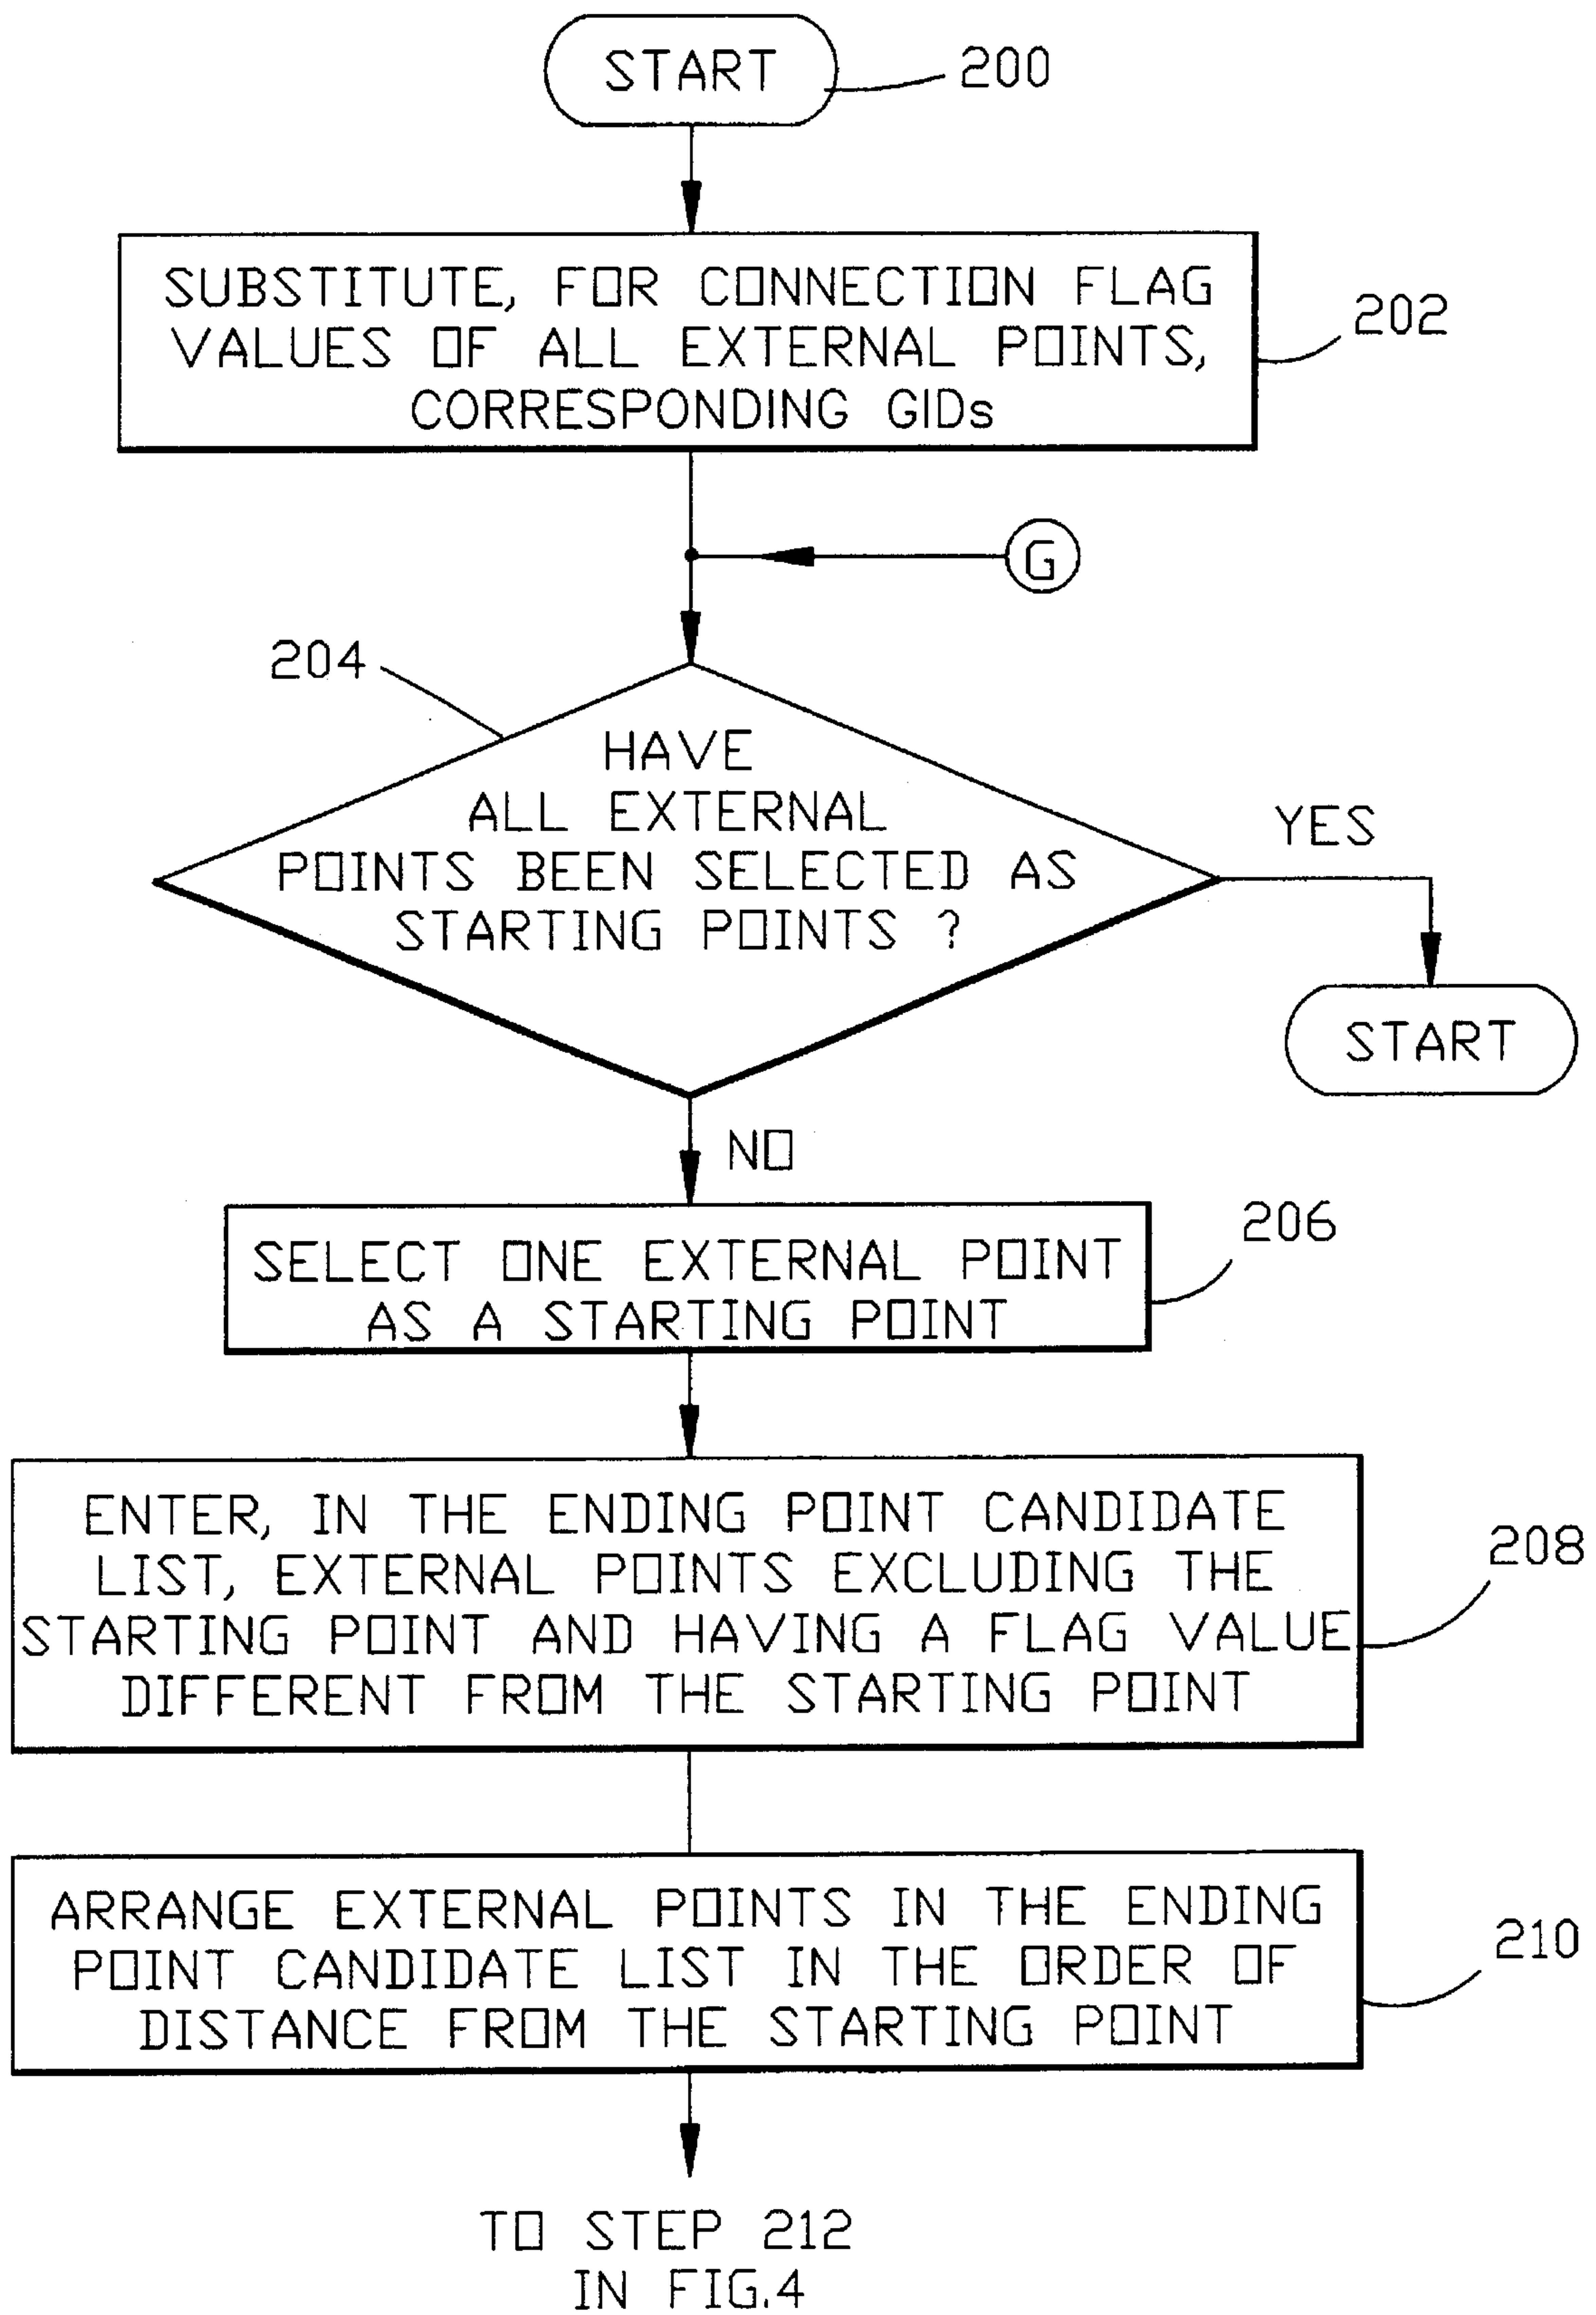 START
200
SUBSTITUTE, FOR CONNECTION FLAG
VALUES OF ALL EXTERNAL POINTS,
CORRESPONDING GIDs
202
G
204
HAVE
ALL EXTERNAL
POINTS BEEN SELECTED AS
STARTING POINTS ?
YES
START
NO
SELECT ONE EXTERNAL POINT
AS A STARTING POINT
206
ENTER, IN THE ENDING POINT CANDIDATE
LIST, EXTERNAL POINTS EXCLUDING THE
STARTING POINT AND HAVING A FLAG VALUE
DIFFERENT FROM THE STARTING POINT
208
ARRANGE EXTERNAL POINTS IN THE ENDING
POINT CANDIDATE LIST IN THE ORDER OF
DISTANCE FROM THE STARTING POINT
210
TO STEP 212
IN FIG.4